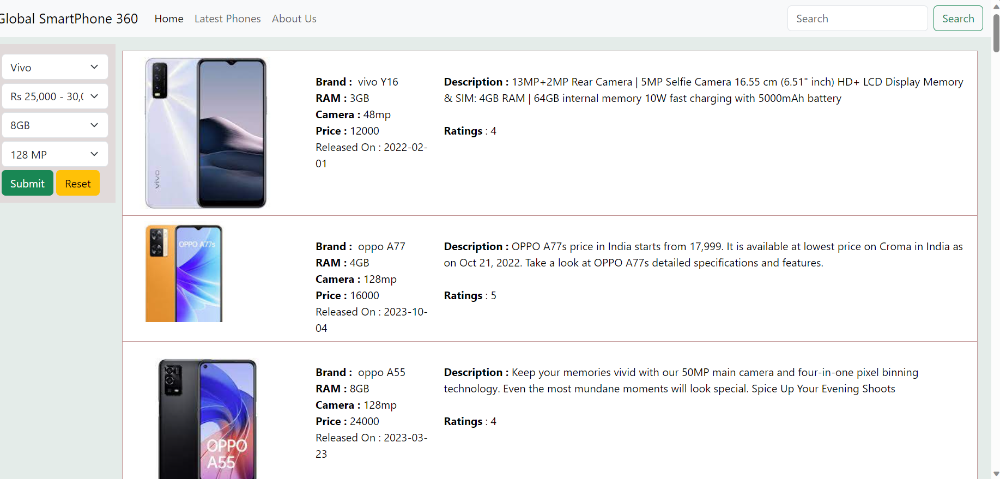 Global SmartPhone 360 Home Latest Phones About Us Search Search
Vivo
Rs 25,000 - 30,0
8GB
128 MP
Submit Reset
vivo
Brand : vivo Y16
RAM : 3GB
Camera : 48mp
Price : 12000
Released On : 2022-02-
01
Description : 13MP+2MP Rear Camera | 5MP Selfie Camera 16.55 cm (6.51" inch) HD+ LCD Display Memory
& SIM: 4GB RAM | 64GB internal memory 10W fast charging with 5000mAh battery
Ratings : 4
OPPO A77s
Brand : oppo A77
RAM : 4GB
Camera : 128mp
Price : 16000
Released On : 2023-10-
04
Description : OPPO A77s price in India starts from 17,999. It is available at lowest price on Croma in India as
on Oct 21, 2022. Take a look at OPPO A77s detailed specifications and features.
Ratings : 5
OPPO
A55
Brand : oppo A55
RAM : 8GB
Camera : 128mp
Price : 24000
Released On : 2023-03-
23
Description : Keep your memories vivid with our 50MP main camera and four-in-one pixel binning
technology. Even the most mundane moments will look special. Spice Up Your Evening Shoots
Ratings : 4